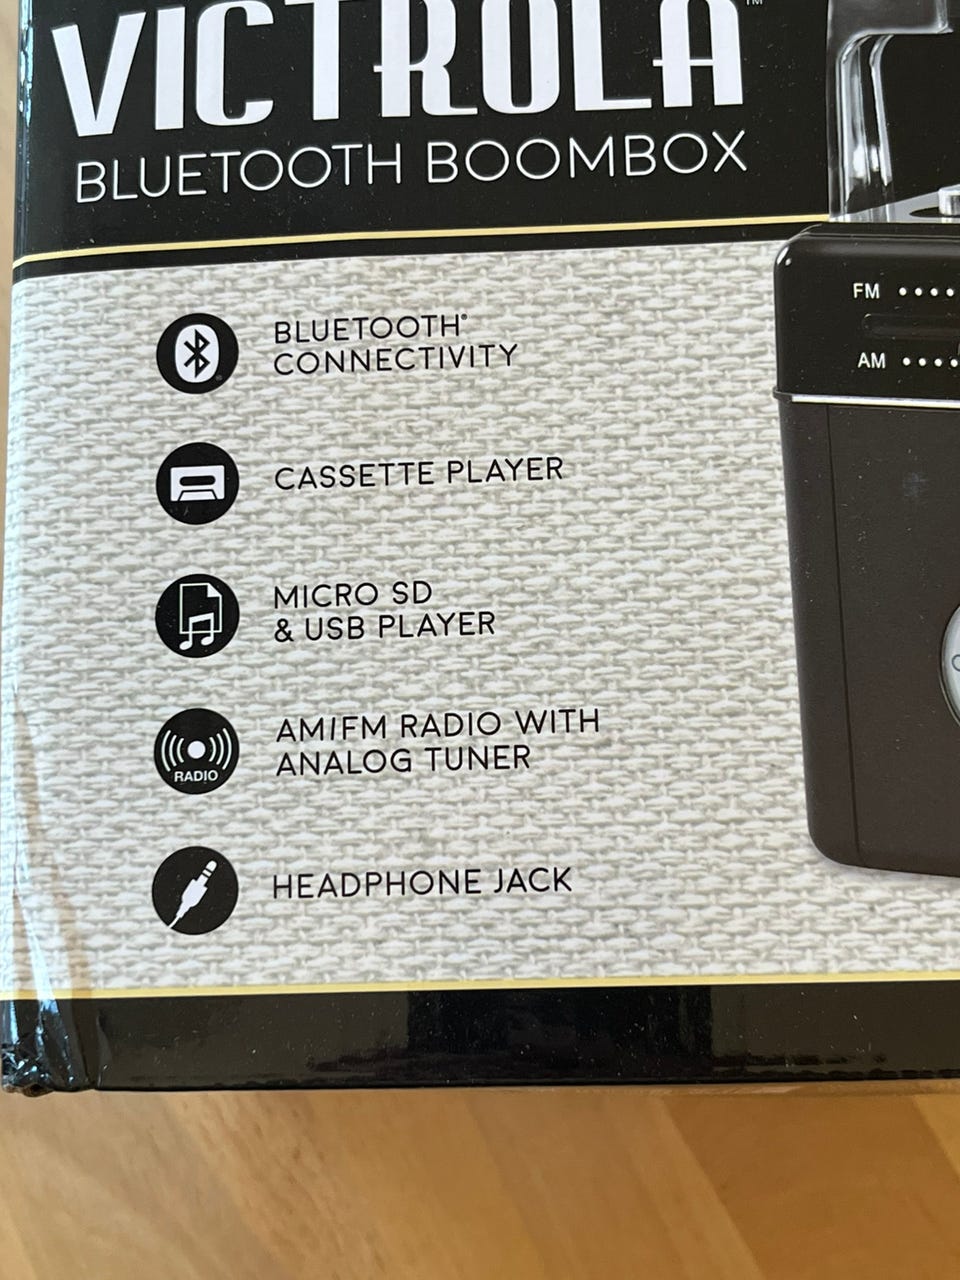 VICTROLA™
BLUETOOTH BOOMBOX
FM
AM
BLUETOOTH®
CONNECTIVITY
CASSETTE PLAYER
MICRO SD
& USB PLAYER
RADIO
AM/FM RADIO WITH
ANALOG TUNER
HEADPHONE JACK